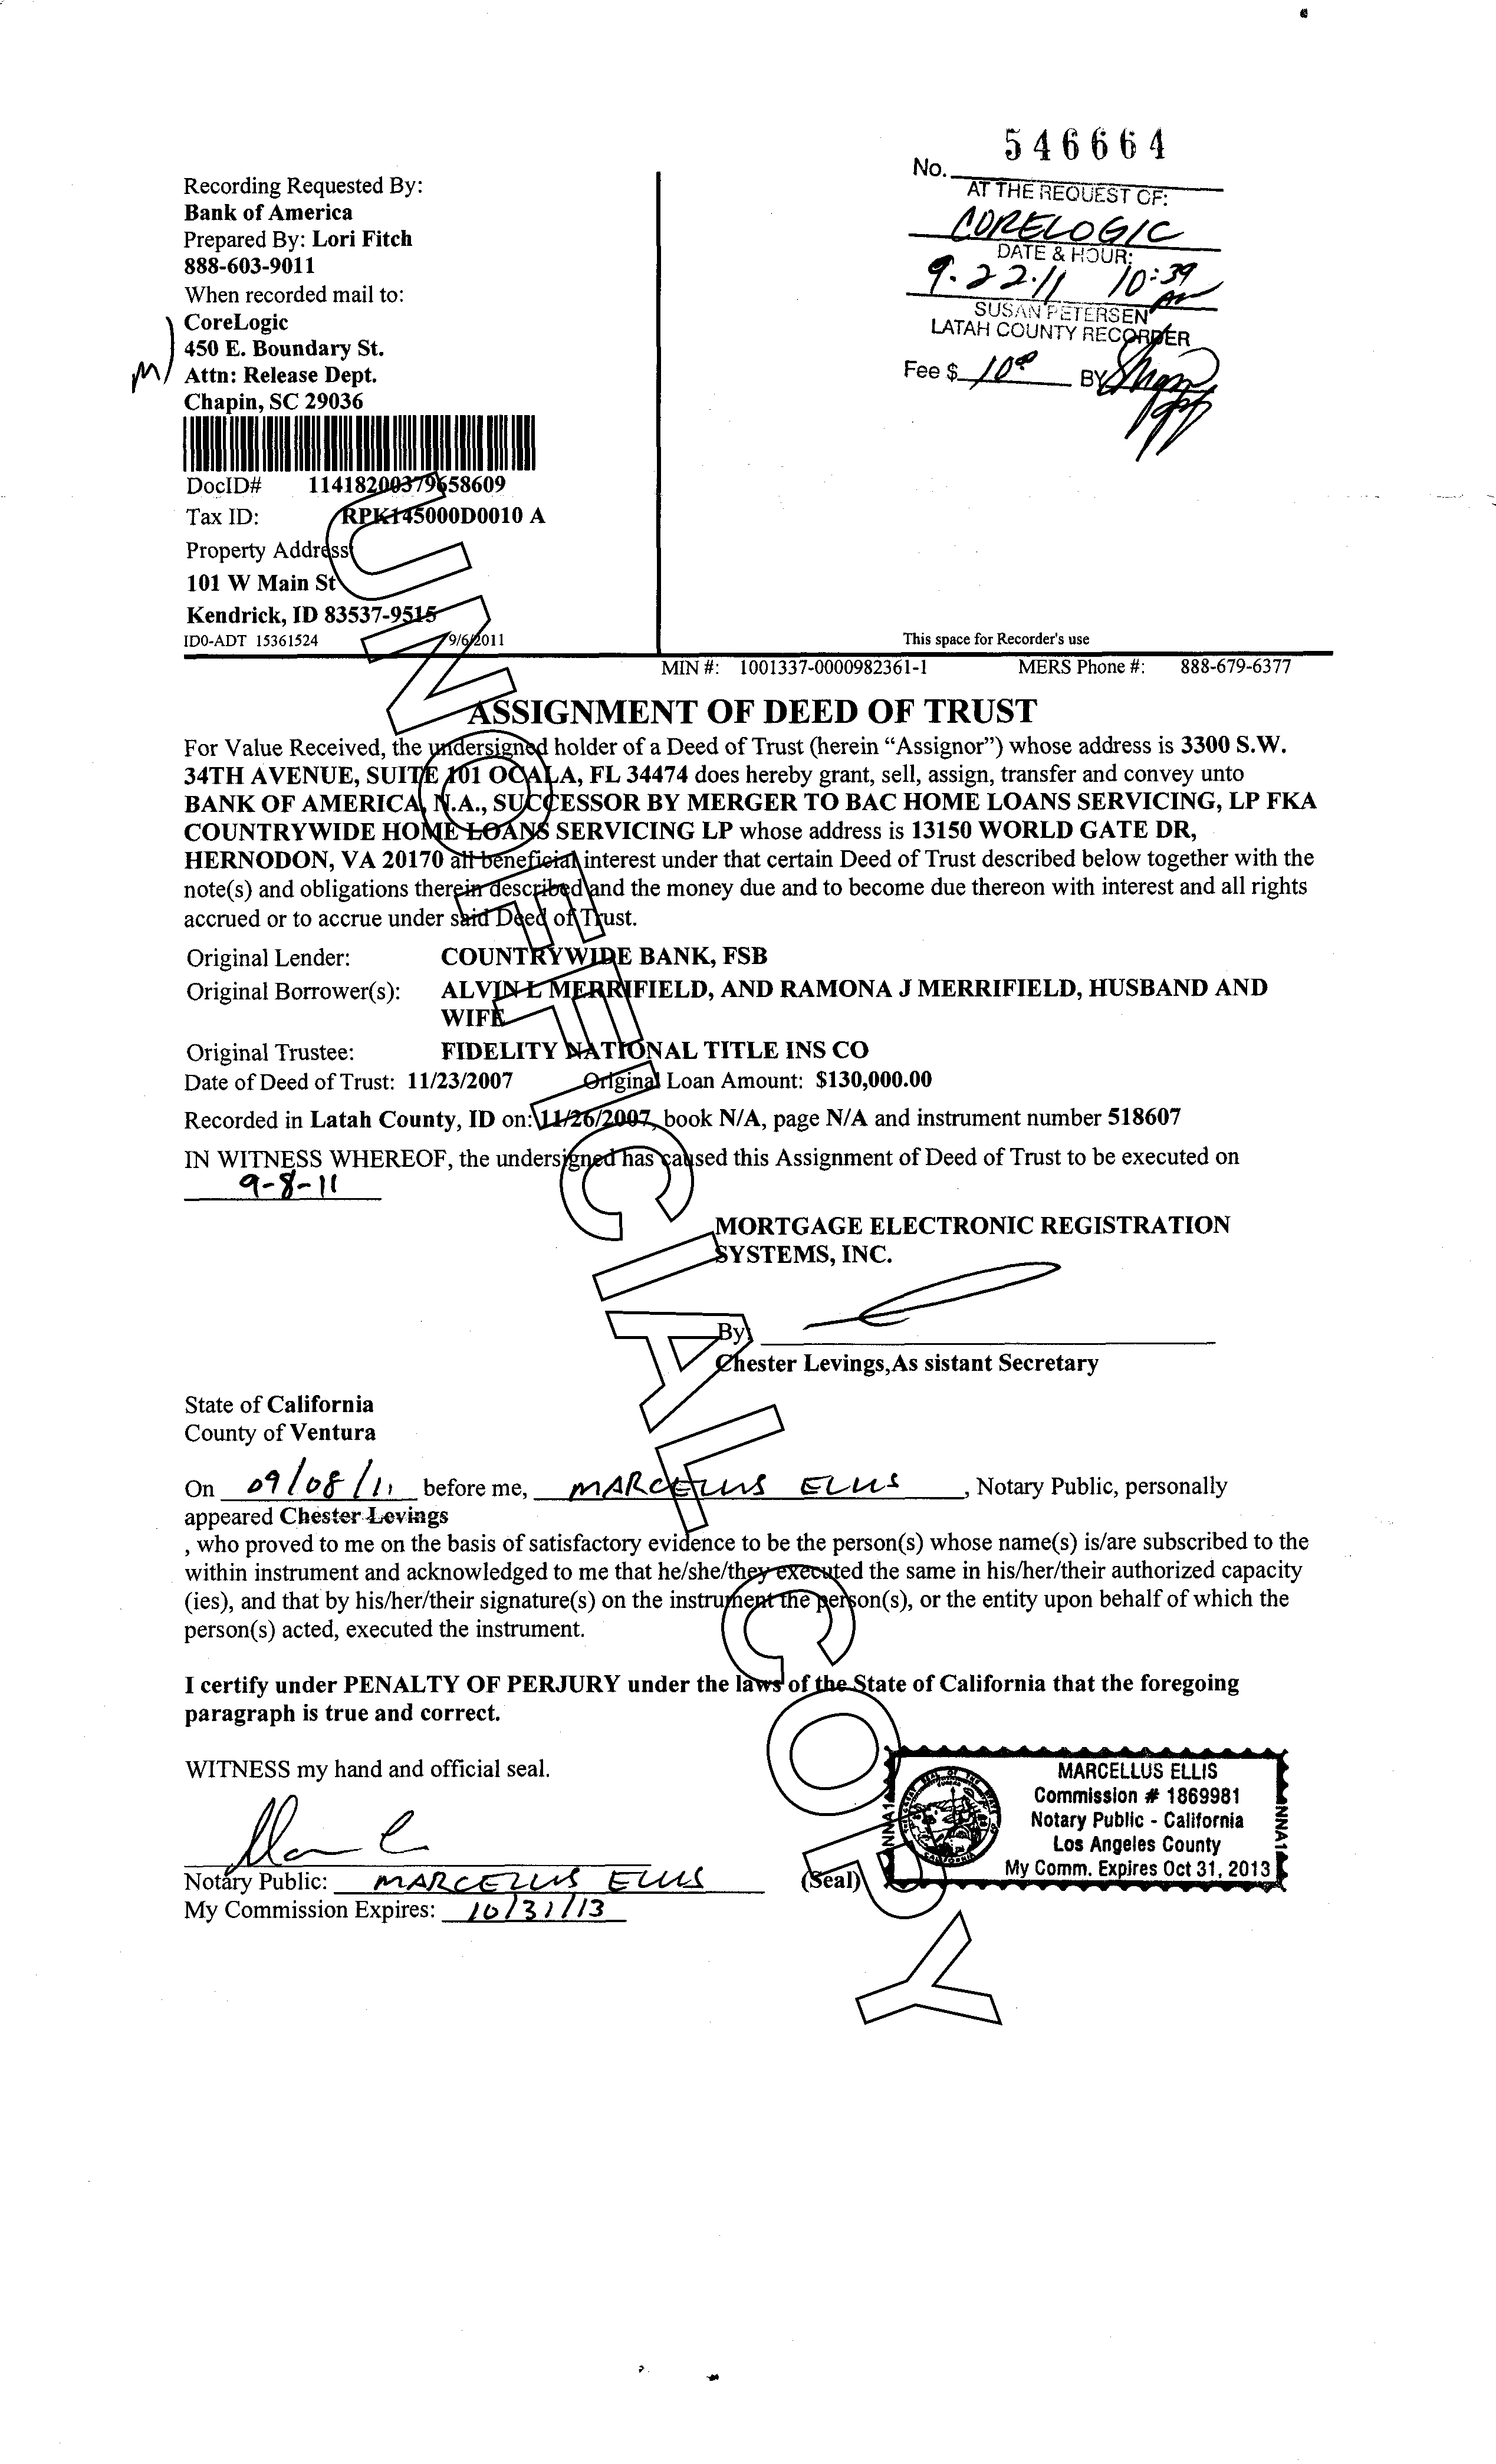 No. 546664
AT THE REQUEST OF:
CORELOGIC
DATE & HOUR:
9-22-11 10:39 AM
SUSAN PETERSEN
LATAH COUNTY RECORDER
Fee $ 10.00 BY
Recording Requested By:
Bank of America
Prepared By: Lori Fitch
888-603-9011
When recorded mail to:
CoreLogic
450 E. Boundary St.
M) Attn: Release Dept.
Chapin, SC 29036
DocID# 11418200379658609
Tax ID: RPK145000D0010 A
Property Address
101 W Main St
Kendrick, ID 83537-9515
ID0-ADT 15361524 9/6/2011
This space for Recorder's use
MIN #: 1001337-0000982361-1 MERS Phone #: 888-679-6377
ASSIGNMENT OF DEED OF TRUST
For Value Received, the undersigned holder of a Deed of Trust (herein “Assignor”) whose address is 3300 S.W.
34TH AVENUE, SUITE 101 OCALA, FL 34474 does hereby grant, sell, assign, transfer and convey unto
BANK OF AMERICA, N.A., SUCCESSOR BY MERGER TO BAC HOME LOANS SERVICING, LP FKA
COUNTRYWIDE HOME LOANS SERVICING LP whose address is 13150 WORLD GATE DR,
HERNODON, VA 20170 all beneficial interest under that certain Deed of Trust described below together with the
note(s) and obligations therein described and the money due and to become due thereon with interest and all rights
accrued or to accrue under said Deed of Trust.
Original Lender: COUNTRYWIDE BANK, FSB
Original Borrower(s): ALVIN L MERRIFIELD, AND RAMONA J MERRIFIELD, HUSBAND AND
WIFE
Original Trustee: FIDELITY NATIONAL TITLE INS CO
Date of Deed of Trust: 11/23/2007 Original Loan Amount: $130,000.00
Recorded in Latah County, ID on: 11/26/2007, book N/A, page N/A and instrument number 518607
IN WITNESS WHEREOF, the undersigned has caused this Assignment of Deed of Trust to be executed on
9-8-11
MORTGAGE ELECTRONIC REGISTRATION
SYSTEMS, INC.
By:
Chester Levings,As sistant Secretary
State of California
County of Ventura
On 09/08/11 before me, MARCELLUS ELLIS, Notary Public, personally
appeared Chester Levings
, who proved to me on the basis of satisfactory evidence to be the person(s) whose name(s) is/are subscribed to the
within instrument and acknowledged to me that he/she/they executed the same in his/her/their authorized capacity
(ies), and that by his/her/their signature(s) on the instrument the person(s), or the entity upon behalf of which the
person(s) acted, executed the instrument.
I certify under PENALTY OF PERJURY under the laws of the State of California that the foregoing
paragraph is true and correct.
WITNESS my hand and official seal.
Notary Public: MARCELLUS ELLIS (Seal)
My Commission Expires: 10/31/13
MARCELLUS ELLIS
Commission # 1869981
Notary Public - California
Los Angeles County
My Comm. Expires Oct 31, 2013
UNOFFICIAL COPY